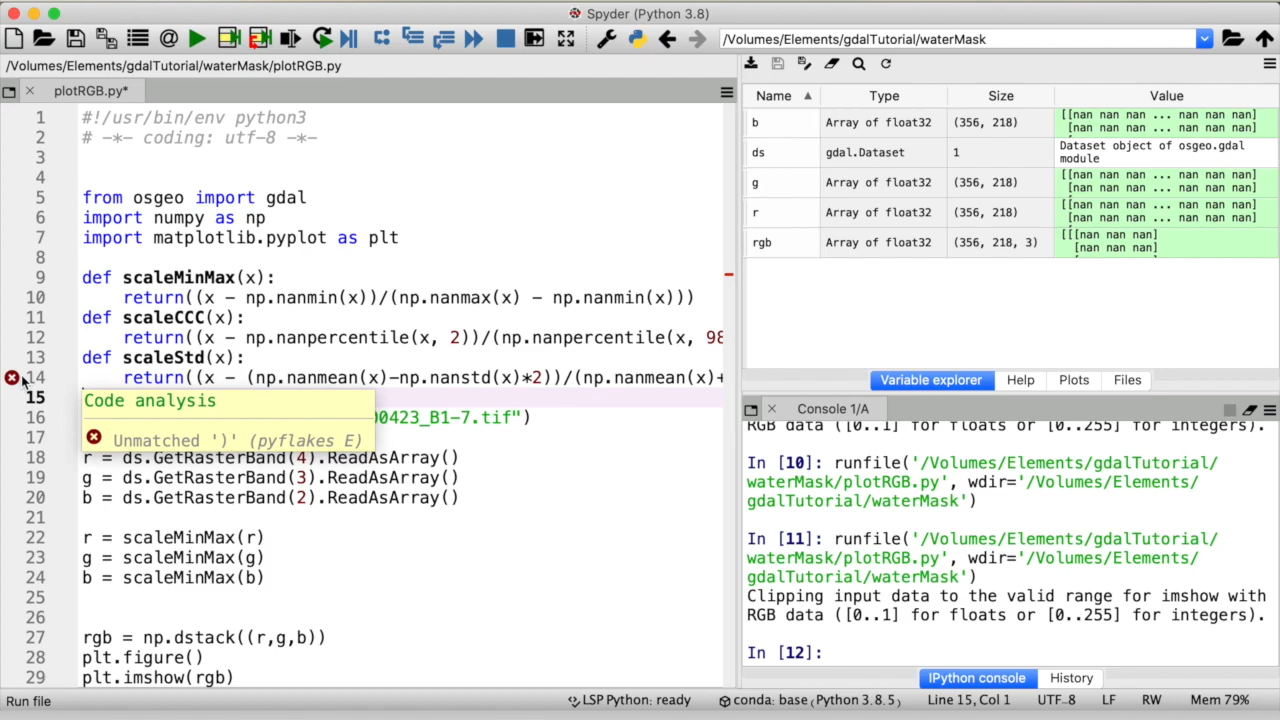 Spyder (Python 3.8)
/Volumes/Elements/gdalTutorial/waterMask
/Volumes/Elements/gdalTutorial/waterMask/plotRGB.py
plotRGB.py*
1 #!/usr/bin/env python3
2 # -*- coding: utf-8 -*-
3
4
5 from osgeo import gdal
6 import numpy as np
7 import matplotlib.pyplot as plt
8
9 def scaleMinMax(x):
10 return((x - np.nanmin(x))/(np.nanmax(x) - np.nanmin(x)))
11 def scaleCCC(x):
12 return((x - np.nanpercentile(x, 2))/(np.nanpercentile(x, 98
13 def scaleStd(x):
14 return((x - (np.nanmean(x)-np.nanstd(x)*2))/(np.nanmean(x)+
15
Code analysis
16 00423_B1-7.tif")
17
Unmatched ')' (pyflakes E)
18 r = ds.GetRasterBand(4).ReadAsArray()
19 g = ds.GetRasterBand(3).ReadAsArray()
20 b = ds.GetRasterBand(2).ReadAsArray()
21
22 r = scaleMinMax(r)
23 g = scaleMinMax(g)
24 b = scaleMinMax(b)
25
26
27 rgb = np.dstack((r,g,b))
28 plt.figure()
29 plt.imshow(rgb)
Name Type Size Value
b Array of float32 (356, 218) [[nan nan nan ... nan nan nan]
[nan nan nan ... nan nan nan]
ds gdal.Dataset 1 Dataset object of osgeo.gdal
module
g Array of float32 (356, 218) [[nan nan nan ... nan nan nan]
[nan nan nan ... nan nan nan]
r Array of float32 (356, 218) [[nan nan nan ... nan nan nan]
[nan nan nan ... nan nan nan]
rgb Array of float32 (356, 218, 3) [[[nan nan nan]
[nan nan nan]
Variable explorer Help Plots Files
Console 1/A
RGB data ([0..1] for floats or [0..255] for integers).
In [10]: runfile('/Volumes/Elements/gdalTutorial/
waterMask/plotRGB.py', wdir='/Volumes/Elements/
gdalTutorial/waterMask')
In [11]: runfile('/Volumes/Elements/gdalTutorial/
waterMask/plotRGB.py', wdir='/Volumes/Elements/
gdalTutorial/waterMask')
Clipping input data to the valid range for imshow with
RGB data ([0..1] for floats or [0..255] for integers).
In [12]:
IPython console History
Run file LSP Python: ready conda: base (Python 3.8.5) Line 15, Col 1 UTF-8 LF RW Mem 79%